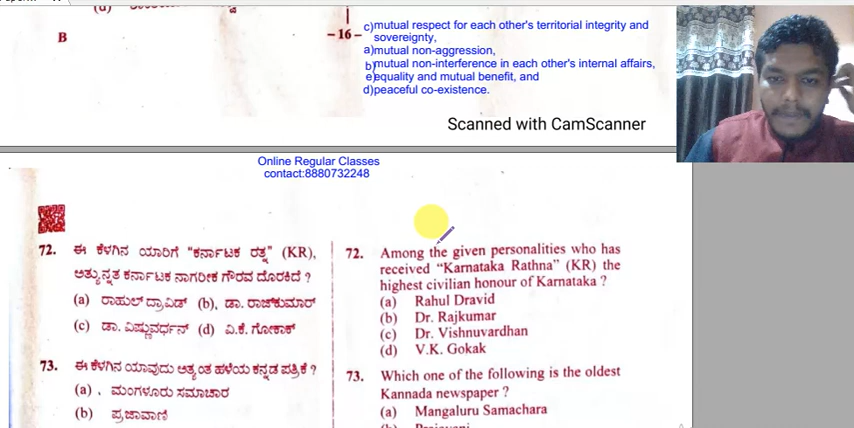 B
- 16 -
c)mutual respect for each other's territorial integrity and
sovereignty,
a)mutual non-aggression,
b)mutual non-interference in each other's internal affairs,
e)equality and mutual benefit, and
d)peaceful co-existence.
Scanned with CamScanner
Online Regular Classes
contact:8880732248
72. ಈ ಕೆಳಗಿನ ಯಾರಿಗೆ "ಕರ್ನಾಟಕ ರತ್ನ" (KR),
ಅತ್ಯುನ್ನತ ಕರ್ನಾಟಕ ನಾಗರೀಕ ಗೌರವ ದೊರಕಿದೆ ?
(a) ರಾಹುಲ್ ದ್ರಾವಿಡ್ (b), ಡಾ. ರಾಜ್‌ಕುಮಾರ್
(c) ಡಾ. ವಿಷ್ಣುವರ್ಧನ್ (d) ವಿ.ಕೆ. ಗೋಕಾಕ್
73. ಈ ಕೆಳಗಿನ ಯಾವುದು ಅತ್ಯಂತ ಹಳೆಯ ಕನ್ನಡ ಪತ್ರಿಕೆ ?
(a) . ಮಂಗಳೂರು ಸಮಾಚಾರ
(b) ಪ್ರಜಾವಾಣಿ
72. Among the given personalities who has
received "Karnataka Rathna" (KR) the
highest civilian honour of Karnataka ?
(a) Rahul Dravid
(b) Dr. Rajkumar
(c) Dr. Vishnuvardhan
(d) V.K. Gokak
73. Which one of the following is the oldest
Kannada newspaper ?
(a) Mangaluru Samachara